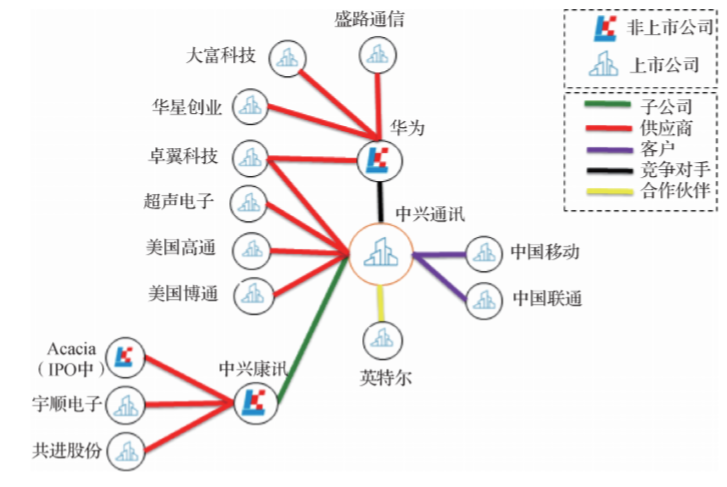 盛路通信
大富科技
华星创业
华为
卓翼科技
超声电子
中兴通讯
美国高通
中国移动
美国博通
中国联通
Acacia
（IPO中）
中兴康讯
英特尔
宇顺电子
共进股份
非上市公司
上市公司
子公司
供应商
客户
竞争对手
合作伙伴